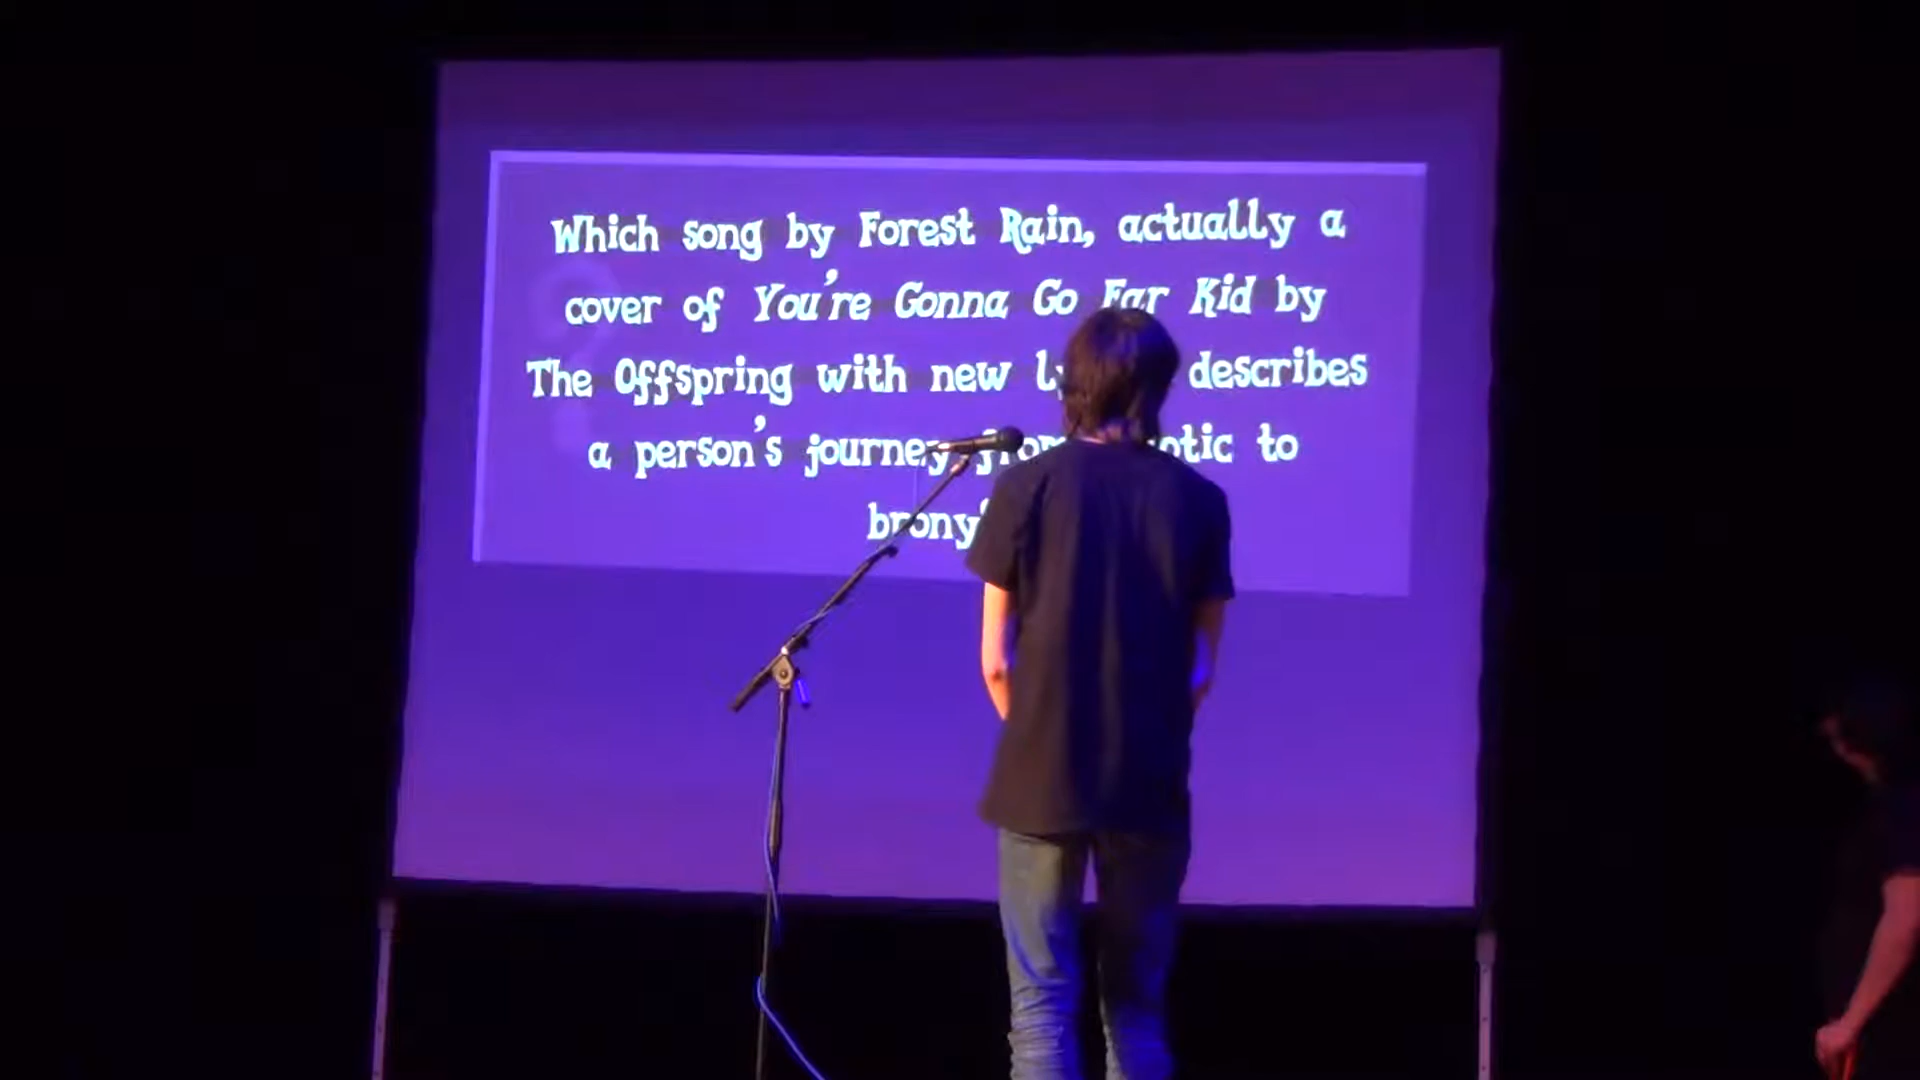 Which song by Forest Rain, actually a
cover of You're Gonna Go Far Kid by
The Offspring with new describes
a person's journey to
brony